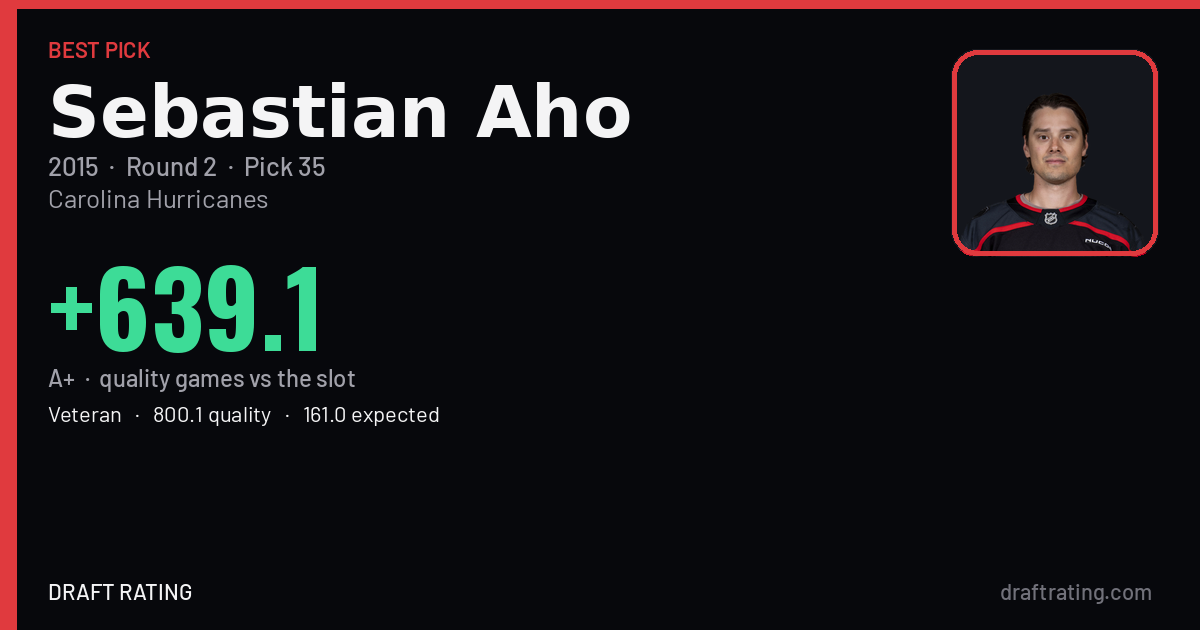 BEST PICK
Sebastian Aho
2015 · Round 2 · Pick 35
Carolina Hurricanes
+639.1
A+ · quality games vs the slot
Veteran · 800.1 quality · 161.0 expected
DRAFT RATING
draftrating.com